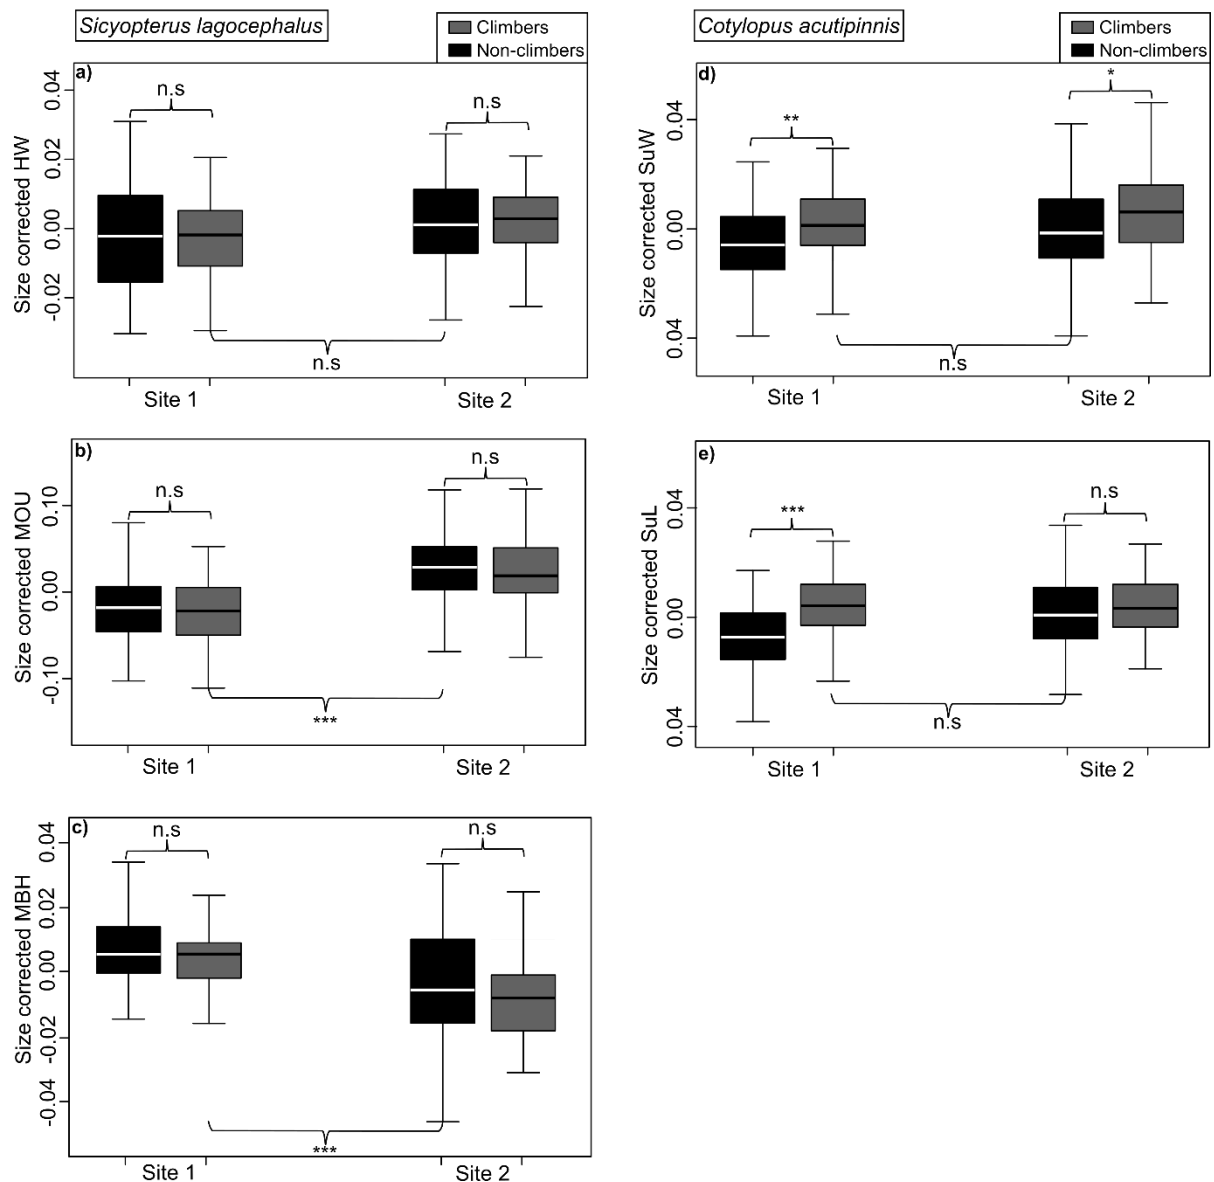 Sicyopterus lagocephalus
Climbers
Non-climbers
a)
n.s
n.s
n.s
Size corrected HW
0.04
0.02
0.00
-0.02
Site 1
Site 2
b)
n.s
n.s
***
Size corrected MOU
0.10
0.00
-0.10
Site 1
Site 2
c)
n.s
n.s
***
Size corrected MBH
0.04
0.02
0.00
-0.02
-0.04
Site 1
Site 2
Cotylopus acutipinnis
Climbers
Non-climbers
d)
**
*
n.s
Size corrected SuW
0.04
0.00
0.04
Site 1
Site 2
e)
***
n.s
n.s
Size corrected SuL
0.04
0.00
0.04
Site 1
Site 2